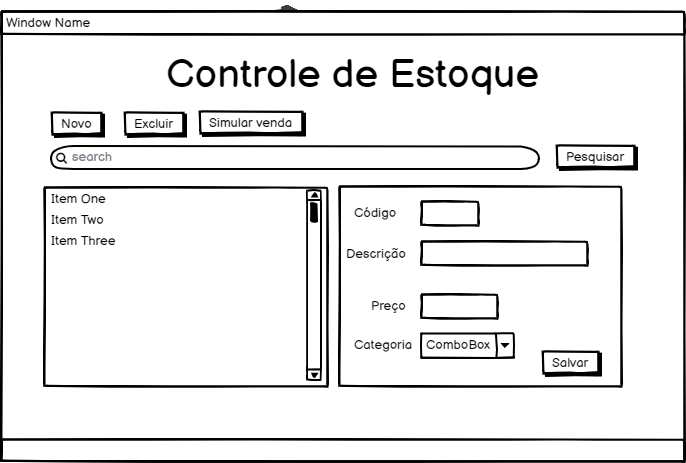 Window Name
Controle de Estoque
Novo
Excluir
Simular venda
search
Pesquisar
Item One
Item Two
Item Three
Código
Descrição
Preço
Categoria
ComboBox
Salvar